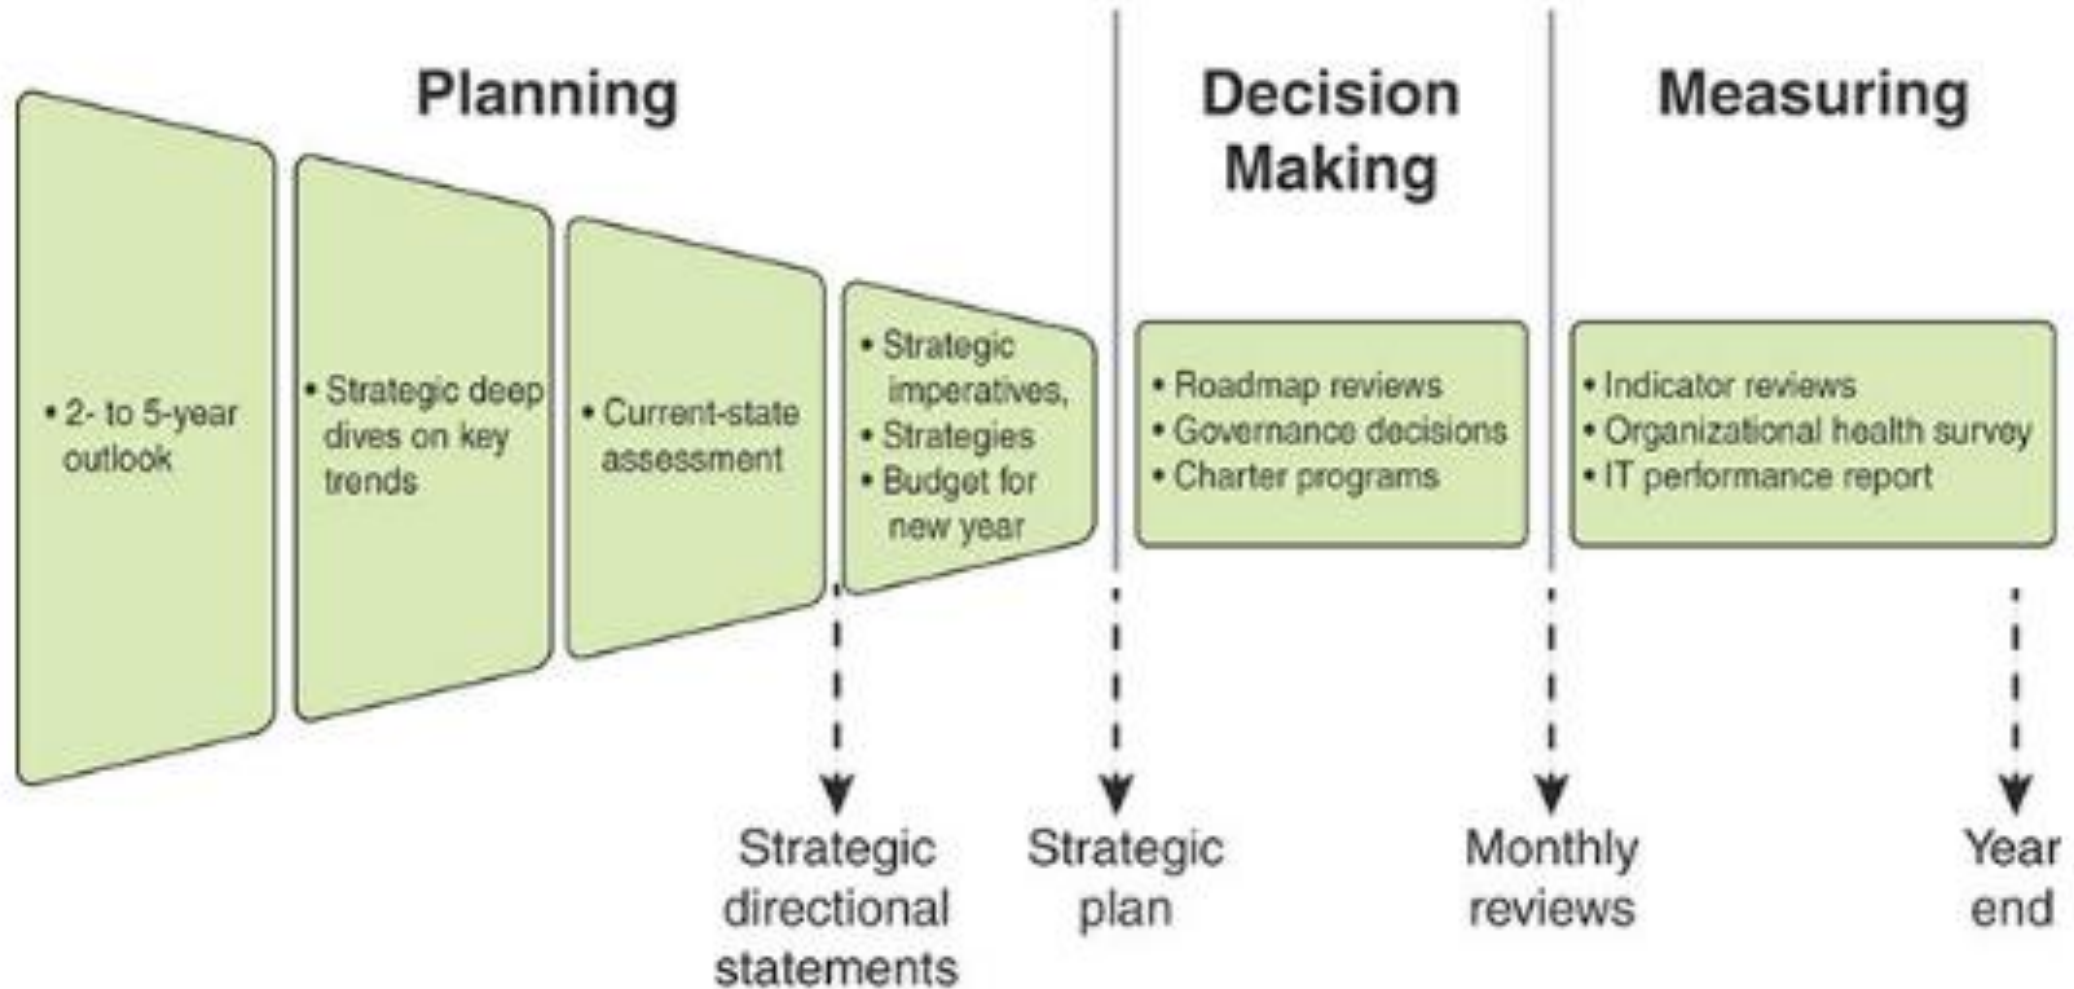 Planning
Decision
Making
Measuring
• 2- to 5-year
outlook
• Strategic deep
dives on key
trends
• Current-state
assessment
• Strategic
imperatives,
• Strategies
• Budget for
new year
• Roadmap reviews
• Governance decisions
• Charter programs
• Indicator reviews
• Organizational health survey
• IT performance report
Strategic
directional
statements
Strategic
plan
Monthly
reviews
Year
end